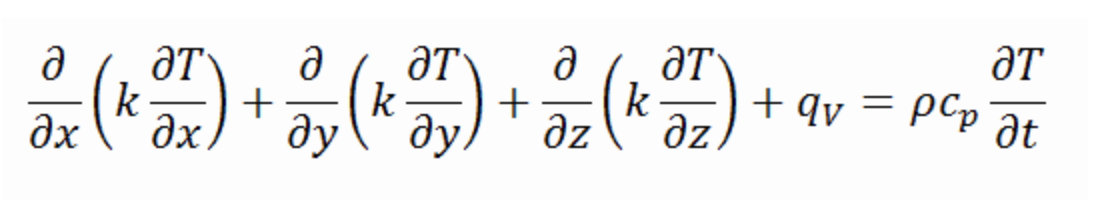 ∂/∂x (k ∂T/∂x) + ∂/∂y (k ∂T/∂y) + ∂/∂z (k ∂T/∂z) + q_V = ρc_p ∂T/∂t